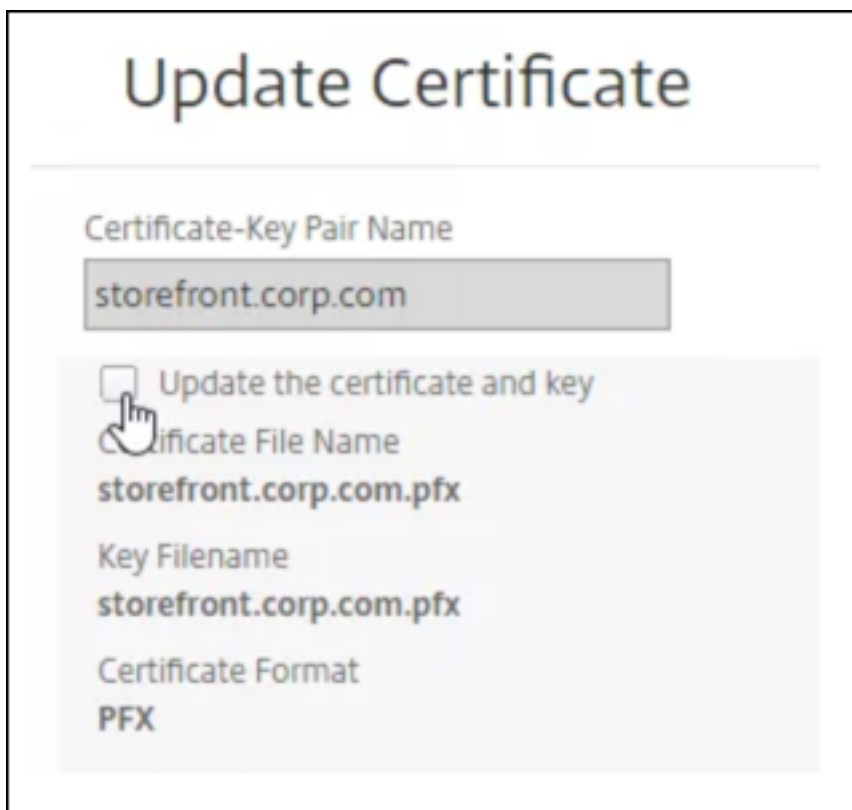 Update Certificate
Certificate-Key Pair Name
storefront.corp.com
Update the certificate and key
Certificate File Name
storefront.corp.com.pfx
Key Filename
storefront.corp.com.pfx
Certificate Format
PFX